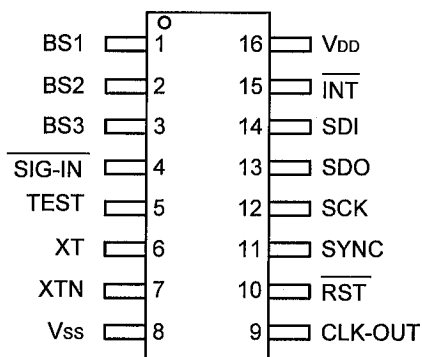 BS1 1 16 VDD
BS2 2 15 INT
BS3 3 14 SDI
SIG-IN 4 13 SDO
TEST 5 12 SCK
XT 6 11 SYNC
XTN 7 10 RST
Vss 8 9 CLK-OUT